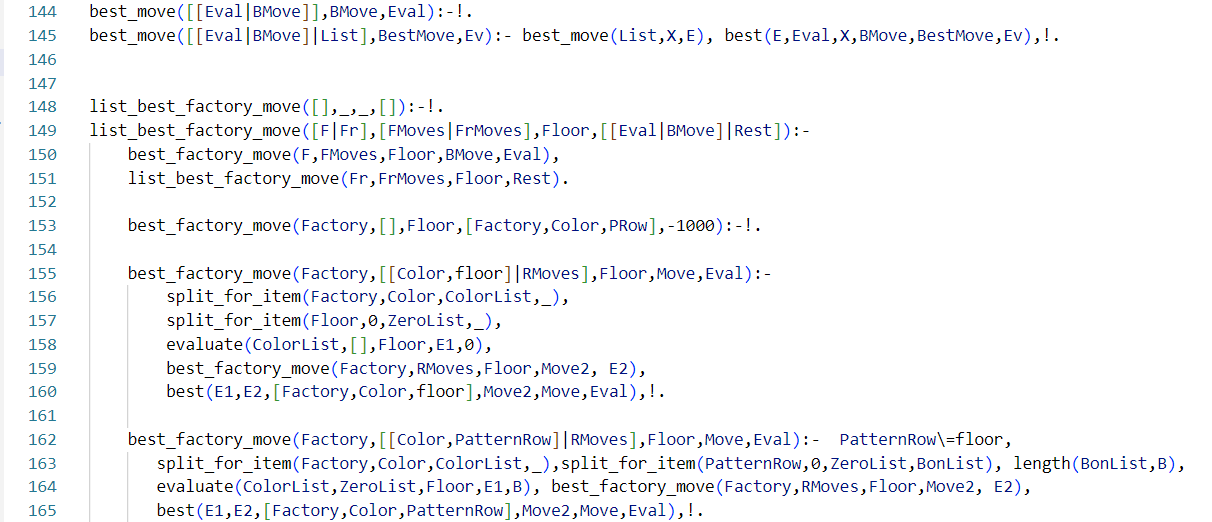 144 best_move([[Eval|BMove]],BMove,Eval):-!.
145 best_move([[Eval|BMove]|List],BestMove,Ev):- best_move(List,X,E), best(E,Eval,X,BMove,BestMove,Ev),!.
146
147
148 list_best_factory_move([],_,_,[]):-!.
149 list_best_factory_move([F|Fr],[FMoves|FrMoves],Floor,[[Eval|BMove]|Rest]):-
150 best_factory_move(F,FMoves,Floor,BMove,Eval),
151 list_best_factory_move(Fr,FrMoves,Floor,Rest).
152
153 best_factory_move(Factory,[],Floor,[Factory,Color,PRow],-1000):-!.
154
155 best_factory_move(Factory,[[Color,floor]|RMoves],Floor,Move,Eval):-
156 split_for_item(Factory,Color,ColorList,_),
157 split_for_item(Floor,0,ZeroList,_),
158 evaluate(ColorList,[],Floor,E1,0),
159 best_factory_move(Factory,RMoves,Floor,Move2, E2),
160 best(E1,E2,[Factory,Color,floor],Move2,Move,Eval),!.
161
162 best_factory_move(Factory,[[Color,PatternRow]|RMoves],Floor,Move,Eval):-  PatternRow\=floor,
163 split_for_item(Factory,Color,ColorList,_),split_for_item(PatternRow,0,ZeroList,BonList), length(BonList,B),
164 evaluate(ColorList,ZeroList,Floor,E1,B), best_factory_move(Factory,RMoves,Floor,Move2, E2),
165 best(E1,E2,[Factory,Color,PatternRow],Move2,Move,Eval),!.